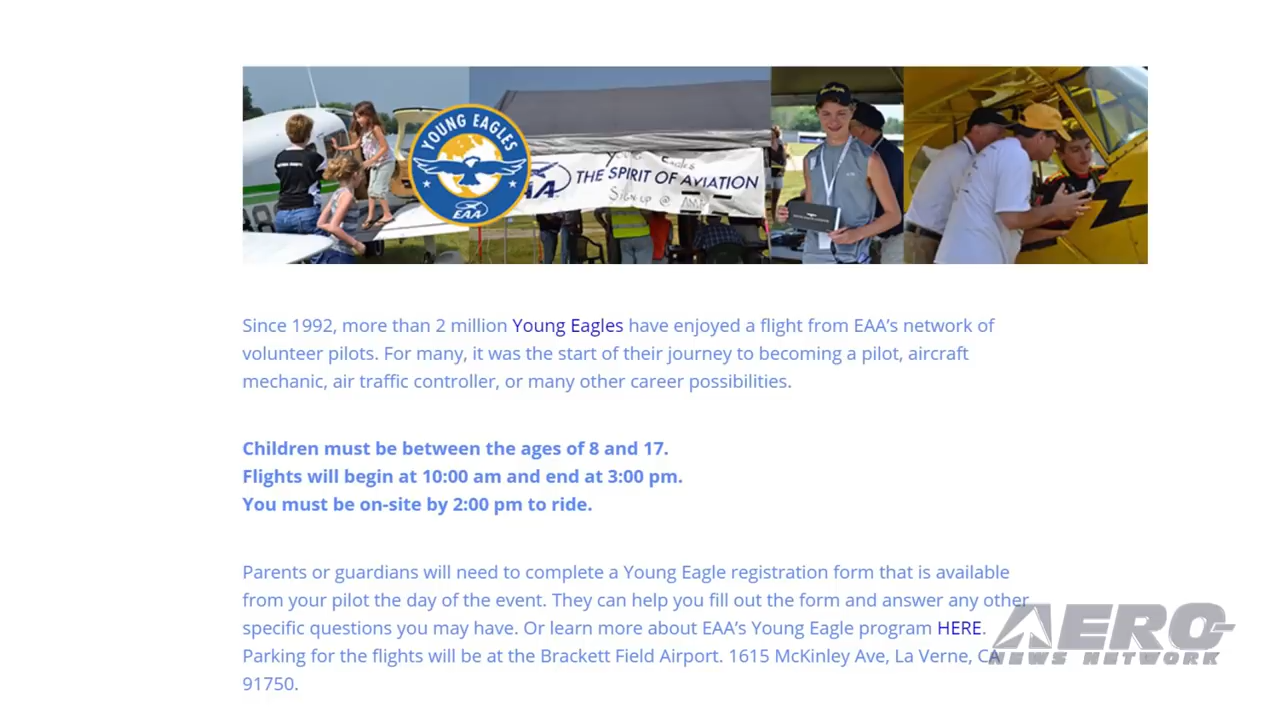 YOUNG EAGLES
EAA
EAA THE SPIRIT OF AVIATION
SIGN-UP @
Since 1992, more than 2 million Young Eagles have enjoyed a flight from EAA’s network of
volunteer pilots. For many, it was the start of their journey to becoming a pilot, aircraft
mechanic, air traffic controller, or many other career possibilities.
Children must be between the ages of 8 and 17.
Flights will begin at 10:00 am and end at 3:00 pm.
You must be on-site by 2:00 pm to ride.
Parents or guardians will need to complete a Young Eagle registration form that is available
from your pilot the day of the event. They can help you fill out the form and answer any other
specific questions you may have. Or learn more about EAA’s Young Eagle program HERE.
Parking for the flights will be at the Brackett Field Airport. 1615 McKinley Ave, La Verne, CA
91750.
AERO
NEWS NETWORK